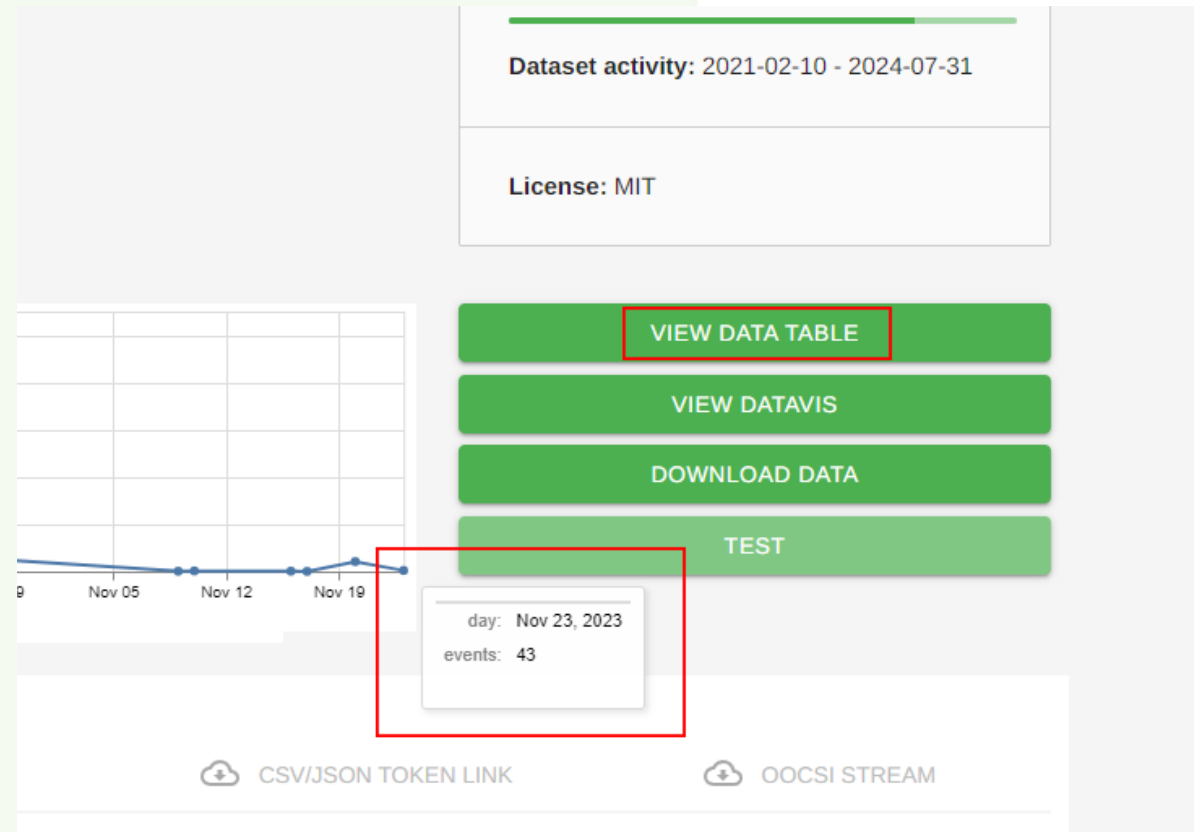 Dataset activity: 2021-02-10 - 2024-07-31
License: MIT
VIEW DATA TABLE
VIEW DATAVIS
DOWNLOAD DATA
TEST
9 Nov 05 Nov 12 Nov 19
day: Nov 23, 2023
events: 43
CSV/JSON TOKEN LINK OOCSI STREAM